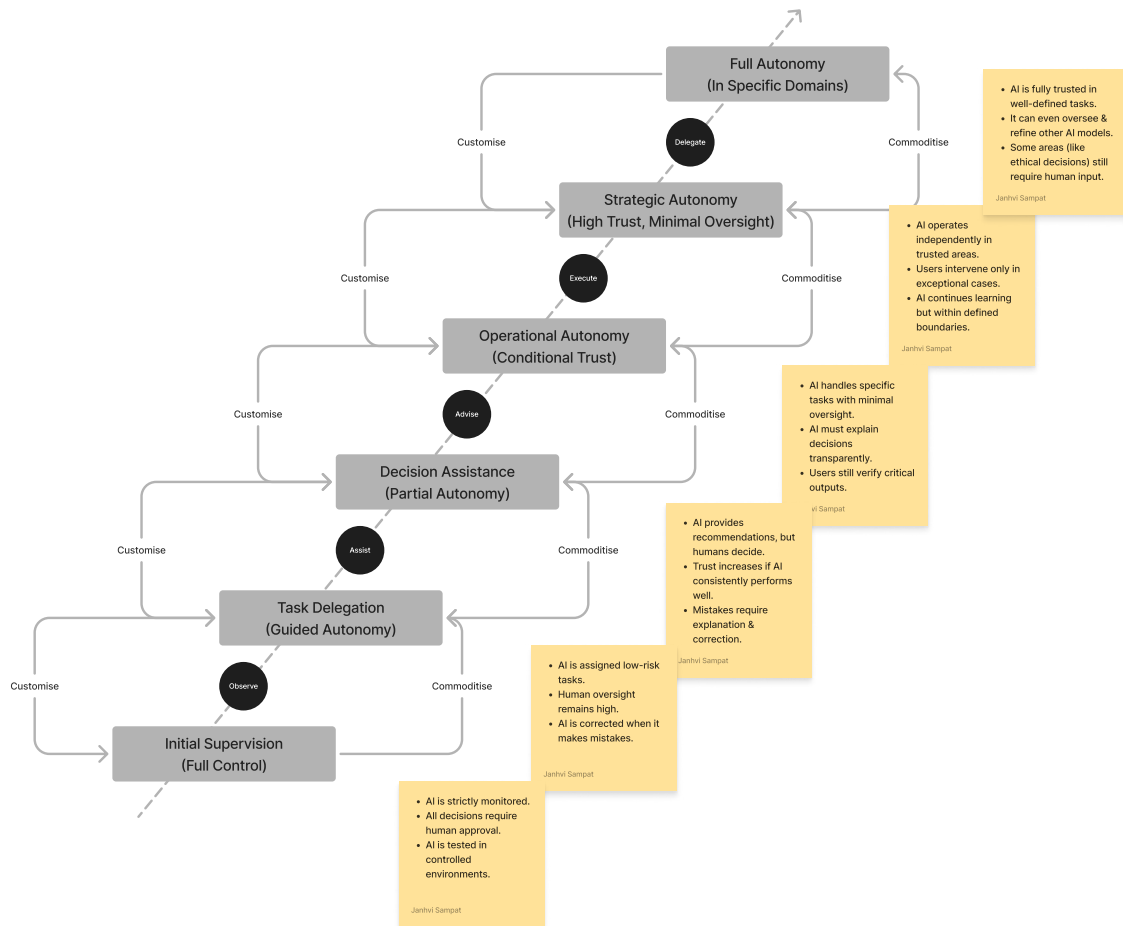 Full Autonomy
(In Specific Domains)
Customise
Delegate
Commoditise
Strategic Autonomy
(High Trust, Minimal Oversight)
Customise
Execute
Commoditise
Operational Autonomy
(Conditional Trust)
Customise
Advise
Commoditise
Decision Assistance
(Partial Autonomy)
Customise
Assist
Commoditise
Task Delegation
(Guided Autonomy)
Customise
Observe
Commoditise
Initial Supervision
(Full Control)
• AI is fully trusted in
well-defined tasks.
• It can even oversee &
refine other AI models.
• Some areas (like
ethical decisions) still
require human input.
Janhvi Sampat
• AI operates
independently in
trusted areas.
• Users intervene only in
exceptional cases.
• AI continues learning
but within defined
boundaries.
Janhvi Sampat
• AI handles specific
tasks with minimal
oversight.
• AI must explain
decisions
transparently.
• Users still verify critical
outputs.
vi Sampat
• AI provides
recommendations, but
humans decide.
• Trust increases if AI
consistently performs
well.
• Mistakes require
explanation &
correction.
Janhvi Sampat
• AI is assigned low-risk
tasks.
• Human oversight
remains high.
• AI is corrected when it
makes mistakes.
Janhvi Sampat
• AI is strictly monitored.
• All decisions require
human approval.
• AI is tested in
controlled
environments.
Janhvi Sampat